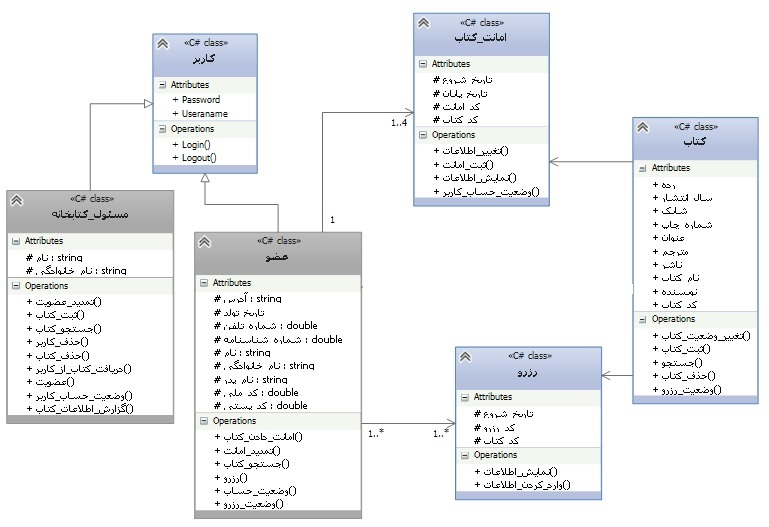 «C# class»
کاربر
Attributes
+ Password
+ Useraname
Operations
+ Login()
+ Logout()
«C# class»
امانت_کتاب
Attributes
# تاریخ شروع
# تاریخ پایان
# کد امانت
# کد کتاب
Operations
+ تغییر_اطلاعات()
+ ثبت_امانت()
+ نمایش_اطلاعات()
+ وضعیت_حساب_کاربر()
«C# class»
کتاب
Attributes
+ رده
+ سال انتشار
+ شابک
+ شماره چاپ
+ عنوان
+ مترجم
+ ناشر
+ نام کتاب
+ نویسنده
+ کد کتاب
Operations
+ تغییر_وضعیت_کتاب()
+ ثبت_کتاب()
+ جستجو()
+ حذف_کتاب()
+ وضعیت_رزرو()
«C# class»
مسئول_کتابخانه
Attributes
# نام : string
# نام خانوادگی : string
Operations
+ تمدید_عضویت()
+ ثبت_کتاب()
+ جستجو_کتاب()
+ حذف_کاربر()
+ حذف_کتاب()
+ دریافت_کتاب_از_کاربر()
+ عضویت()
+ وضعیت_حساب_کاربر()
+ گزارش_اطلاعات_کتاب()
«C# class»
عضو
Attributes
# آدرس : string
# تاریخ تولد
# شماره تلفن : double
# شماره شناسنامه : double
# نام : string
# نام خانوادگی : string
# نام پدر : string
# کد ملی : double
# کد پستی : double
Operations
+ امانت_دادن_کتاب()
+ تمدید_امانت()
+ جستجو_کتاب()
+ رزرو()
+ وضعیت_حساب()
+ وضعیت_رزرو()
«C# class»
رزرو
Attributes
# تاریخ شروع
# کد رزرو
# کد کتاب
Operations
+ نمایش_اطلاعات()
+ وارد_کردن_اطلاعات()
1..4
1
1..*
1..*